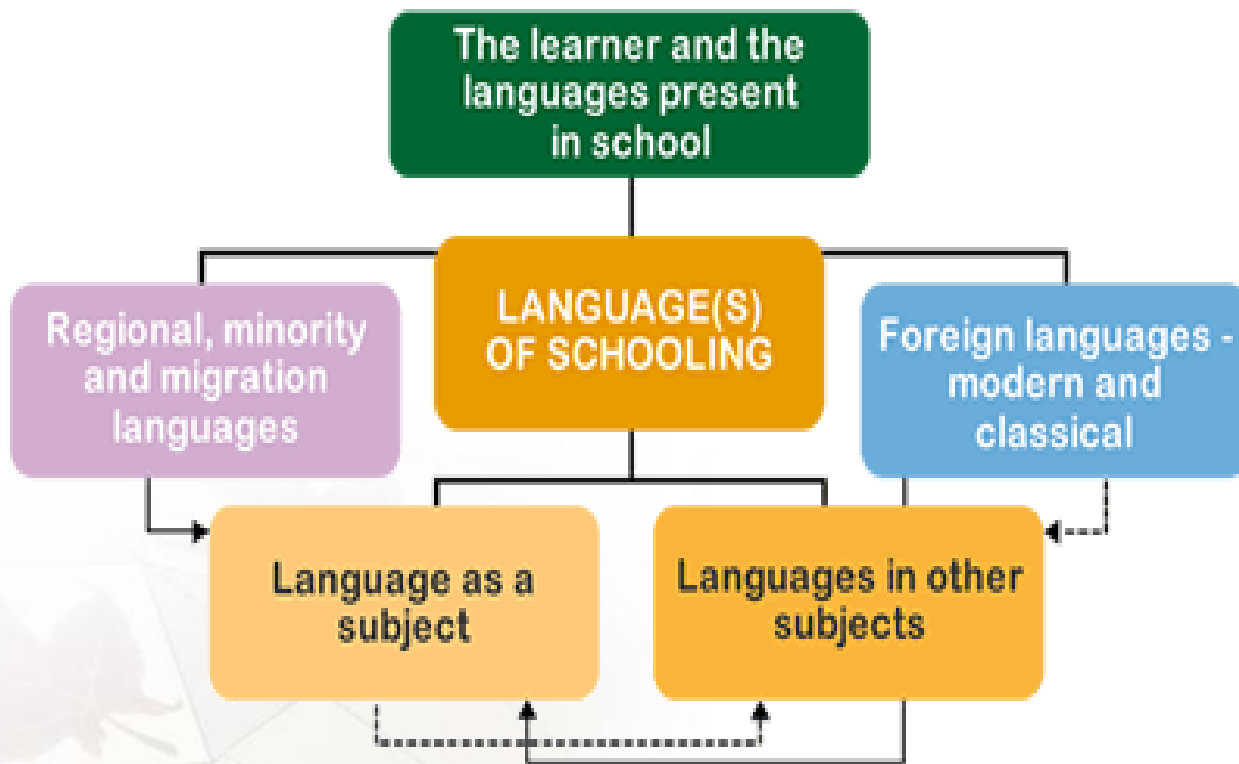 The learner and the
languages present
in school
LANGUAGE(S)
OF SCHOOLING
Regional, minority
and migration
languages
Foreign languages -
modern and
classical
Language as a
subject
Languages in other
subjects